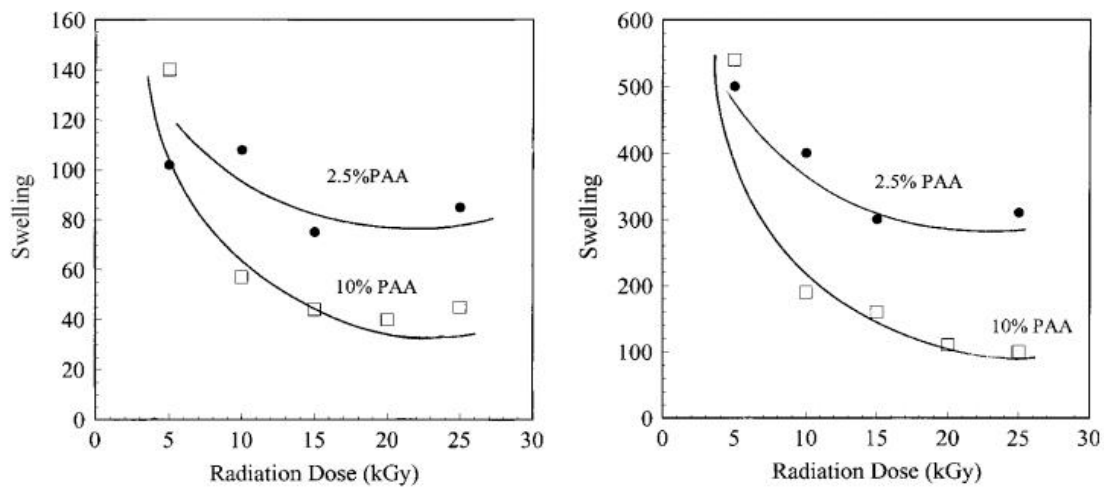 160
140
120
100
80
60
40
20
0
Swelling
2.5%PAA
10% PAA
0 5 10 15 20 25 30
Radiation Dose (kGy)
600
500
400
300
200
100
0
Swelling
2.5% PAA
10% PAA
0 5 10 15 20 25 30
Radiation Dose (kGy)